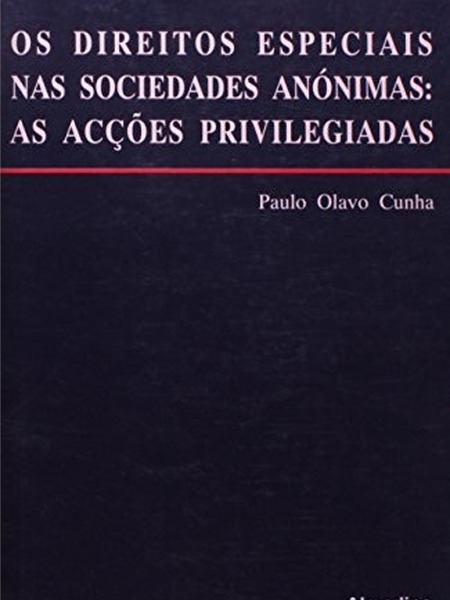 OS DIREITOS ESPECIAIS
NAS SOCIEDADES ANÓNIMAS:
AS ACÇÕES PRIVILEGIADAS
Paulo Olavo Cunha